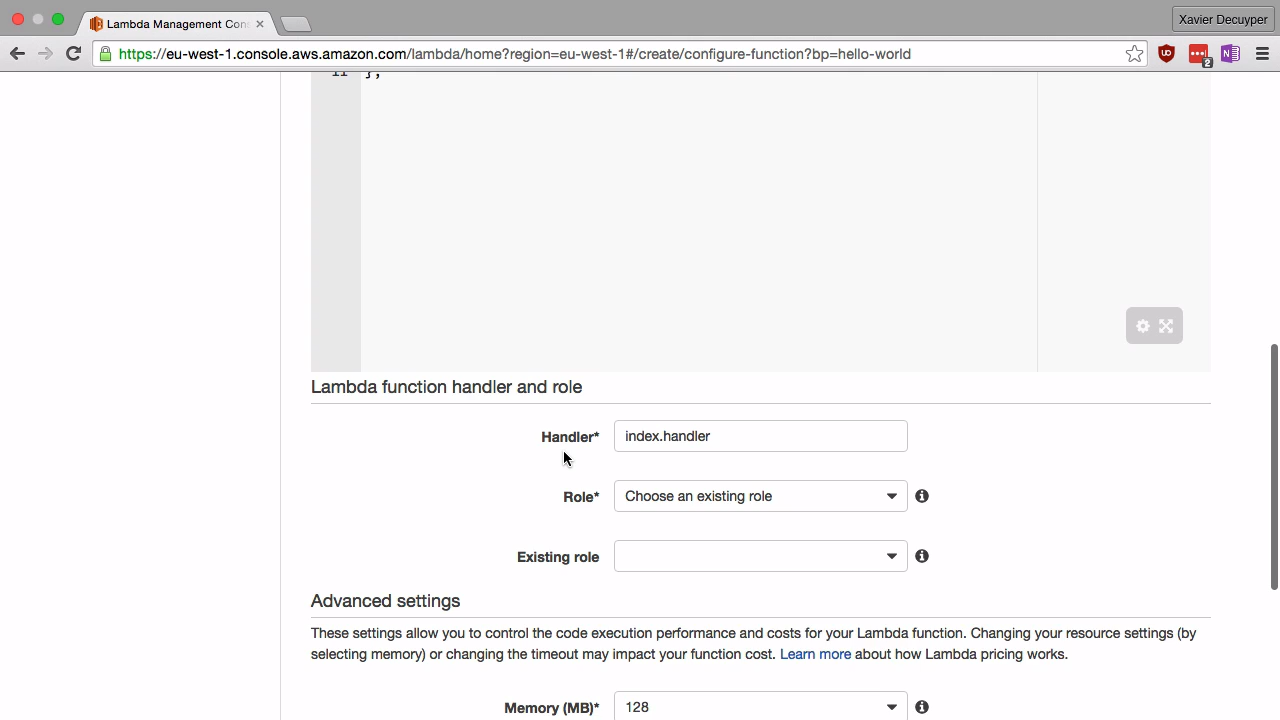 Lambda Management Con
Xavier Decuyper
https://eu-west-1.console.aws.amazon.com/lambda/home?region=eu-west-1#/create/configure-function?bp=hello-world
2
11 };
Lambda function handler and role
Handler* index.handler
Role* Choose an existing role
Existing role
Advanced settings
These settings allow you to control the code execution performance and costs for your Lambda function. Changing your resource settings (by
selecting memory) or changing the timeout may impact your function cost. Learn more about how Lambda pricing works.
Memory (MB)* 128